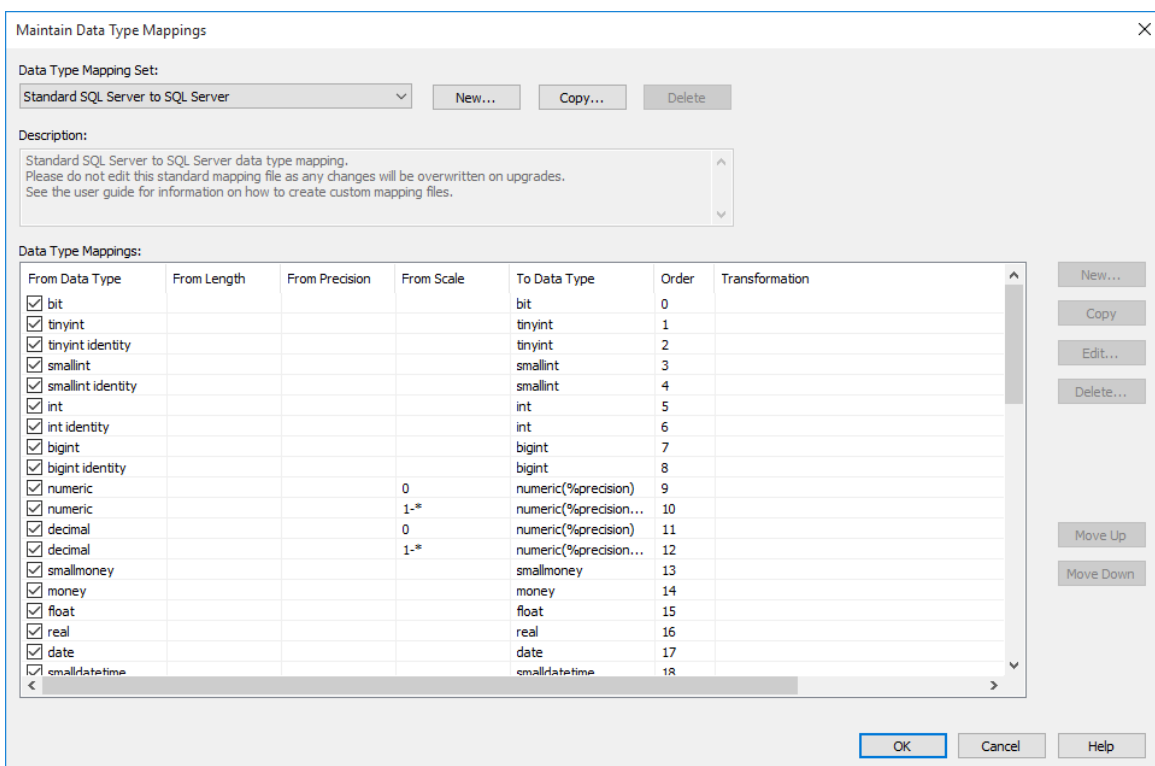 Maintain Data Type Mappings
Data Type Mapping Set:
Standard SQL Server to SQL Server New... Copy... Delete
Description:
Standard SQL Server to SQL Server data type mapping.
Please do not edit this standard mapping file as any changes will be overwritten on upgrades.
See the user guide for information on how to create custom mapping files.
Data Type Mappings:
From Data Type From Length From Precision From Scale To Data Type Order Transformation New...
bit bit 0
tinyint tinyint 1 Copy
tinyint identity tinyint 2
smallint smallint 3 Edit...
smallint identity smallint 4 Delete...
int int 5
int identity int 6
bigint bigint 7
bigint identity bigint 8
numeric 0 numeric(%precision) 9
numeric 1-* numeric(%precision... 10
decimal 0 numeric(%precision) 11 Move Up
decimal 1-* numeric(%precision... 12
smallmoney smallmoney 13 Move Down
money money 14
float float 15
real real 16
date date 17
smalldatetime smalldatetime 18
OK Cancel Help